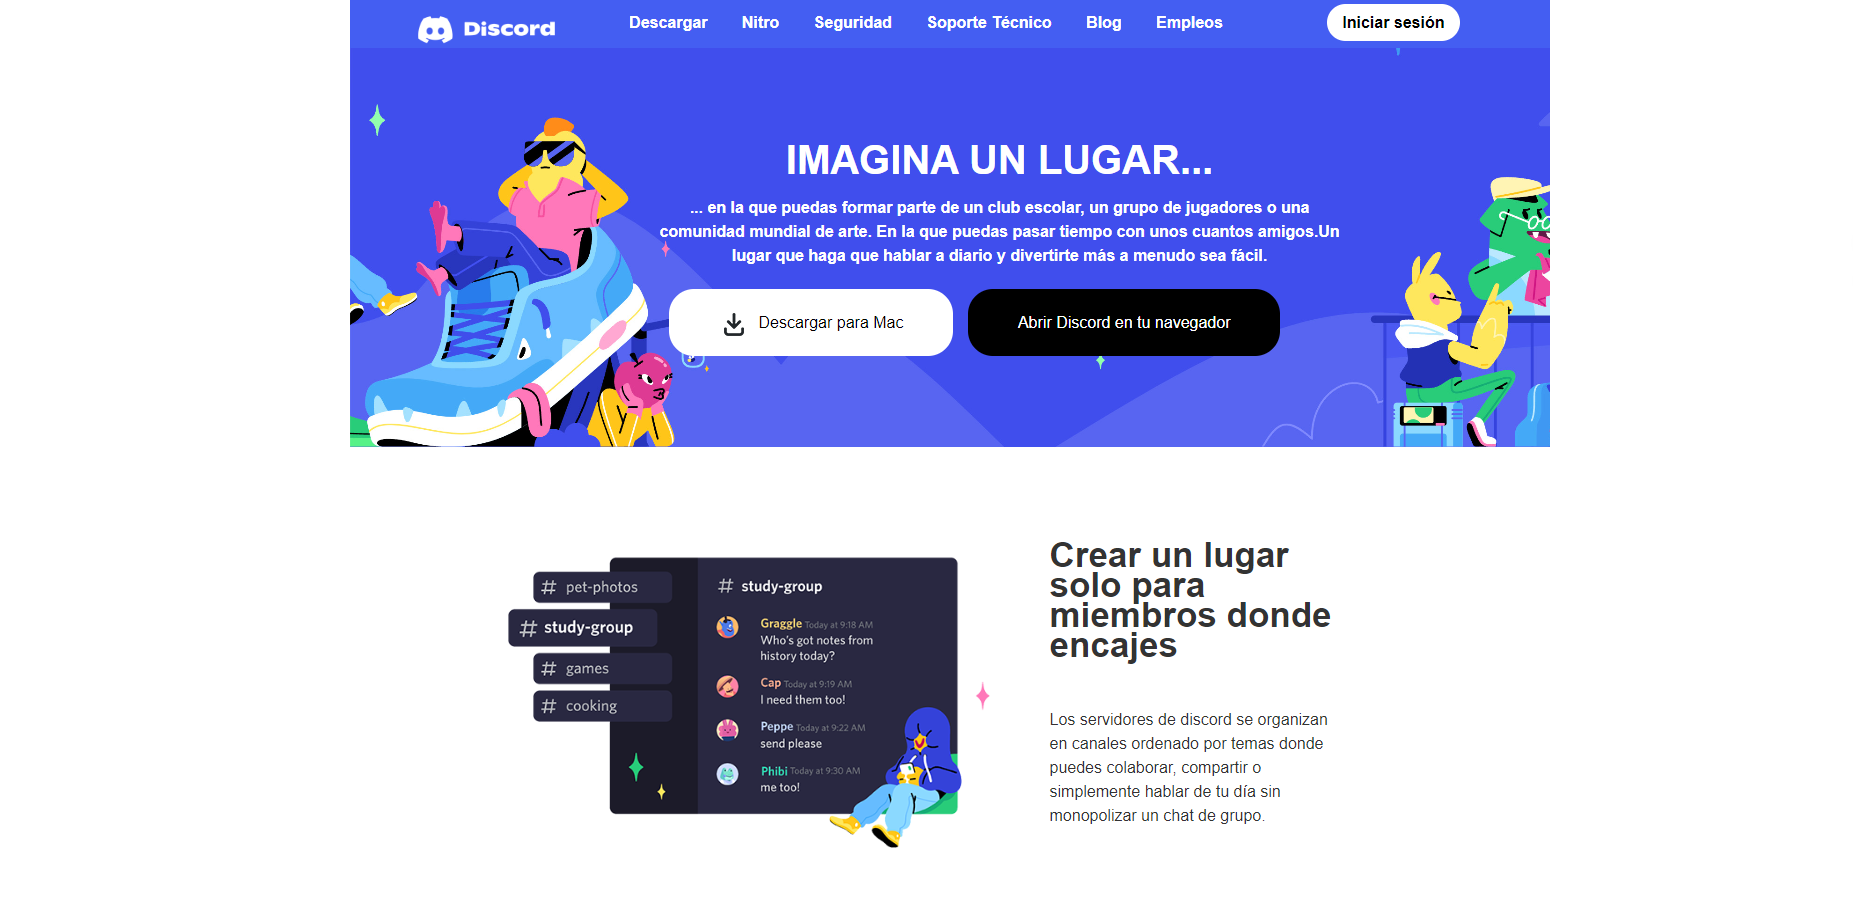 Discord
Descargar Nitro Seguridad Soporte Técnico Blog Empleos
Iniciar sesión
IMAGINA UN LUGAR...
... en la que puedas formar parte de un club escolar, un grupo de jugadores o una
comunidad mundial de arte. En la que puedas pasar tiempo con unos cuantos amigos.Un
lugar que haga que hablar a diario y divertirte más a menudo sea fácil.
Descargar para Mac
Abrir Discord en tu navegador
# pet-photos
# study-group
# games
# cooking
# study-group
Graggle Today at 9:18 AM
Who's got notes from
history today?
Cap Today at 9:19 AM
I need them too!
Peppe Today at 9:22 AM
send please
Phibi Today at 9:30 AM
me too!
Crear un lugar
solo para
miembros donde
encajes
Los servidores de discord se organizan
en canales ordenado por temas donde
puedes colaborar, compartir o
simplemente hablar de tu día sin
monopolizar un chat de grupo.